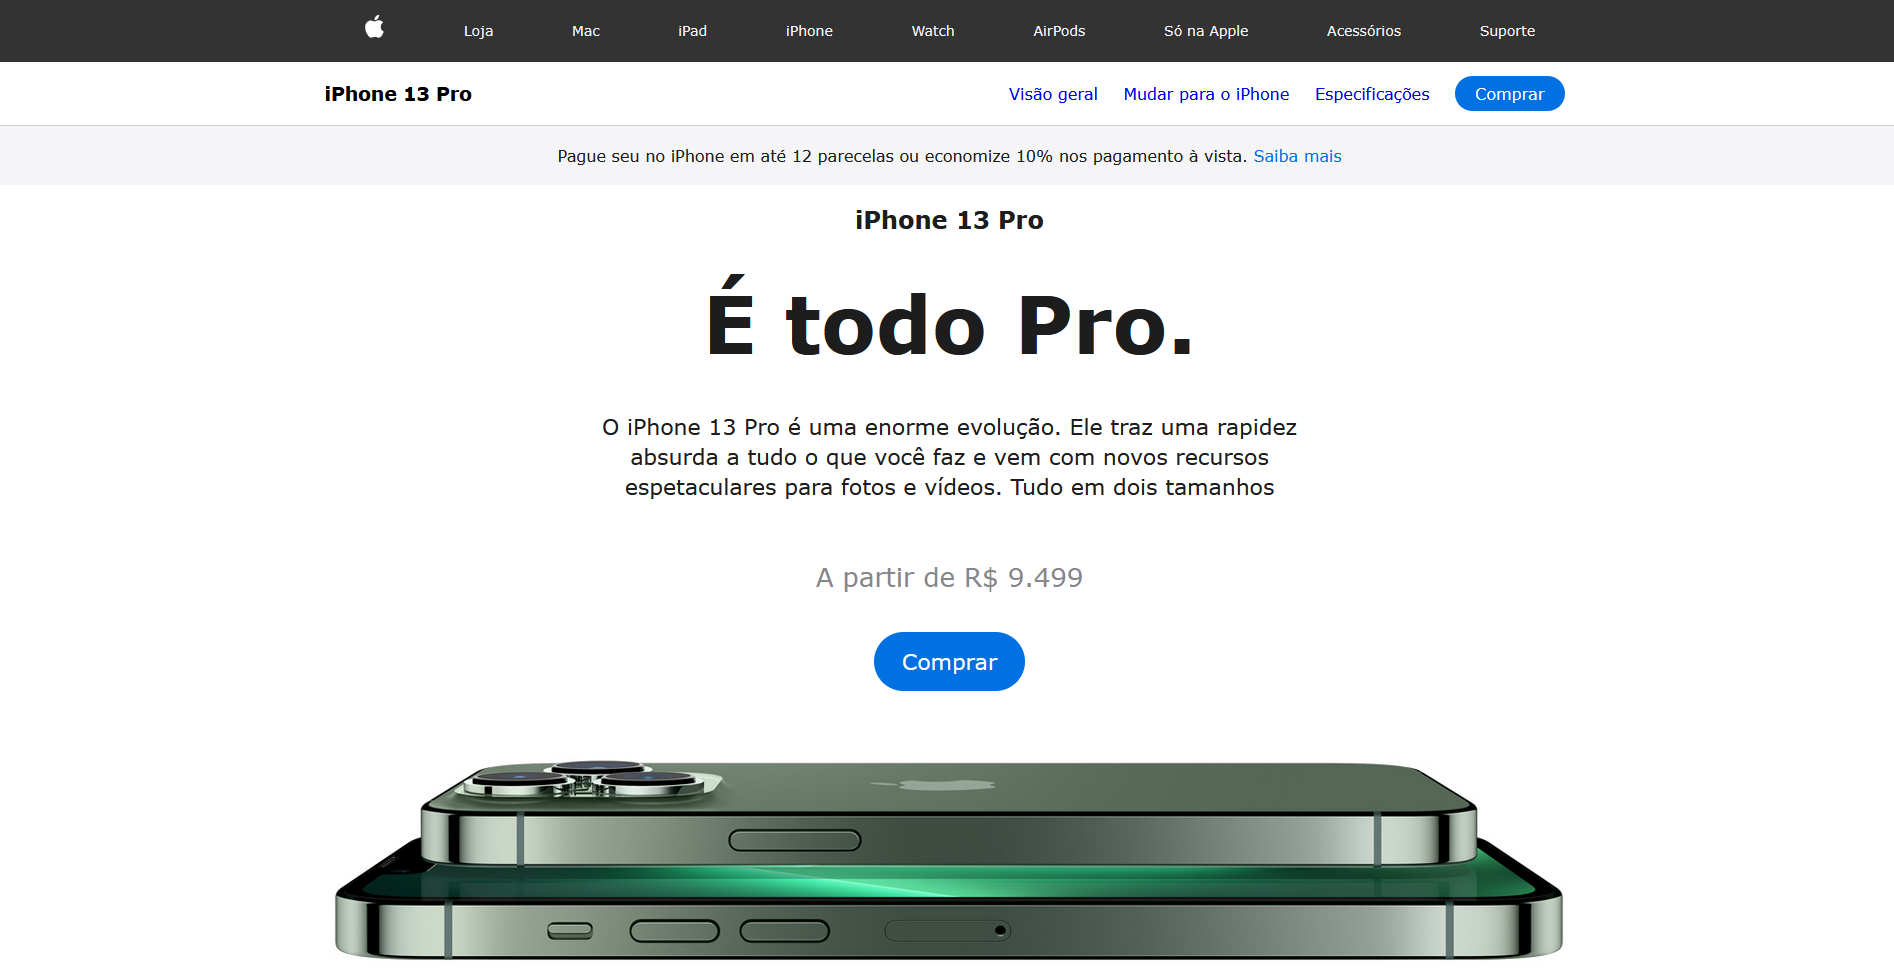 Loja Mac iPad iPhone Watch AirPods Só na Apple Acessórios Suporte
iPhone 13 Pro Visão geral Mudar para o iPhone Especificações Comprar
Pague seu no iPhone em até 12 parcelas ou economize 10% nos pagamento à vista. Saiba mais
iPhone 13 Pro
É todo Pro.
O iPhone 13 Pro é uma enorme evolução. Ele traz uma rapidez
absurda a tudo o que você faz e vem com novos recursos
espetaculares para fotos e vídeos. Tudo em dois tamanhos
A partir de R$ 9.499
Comprar